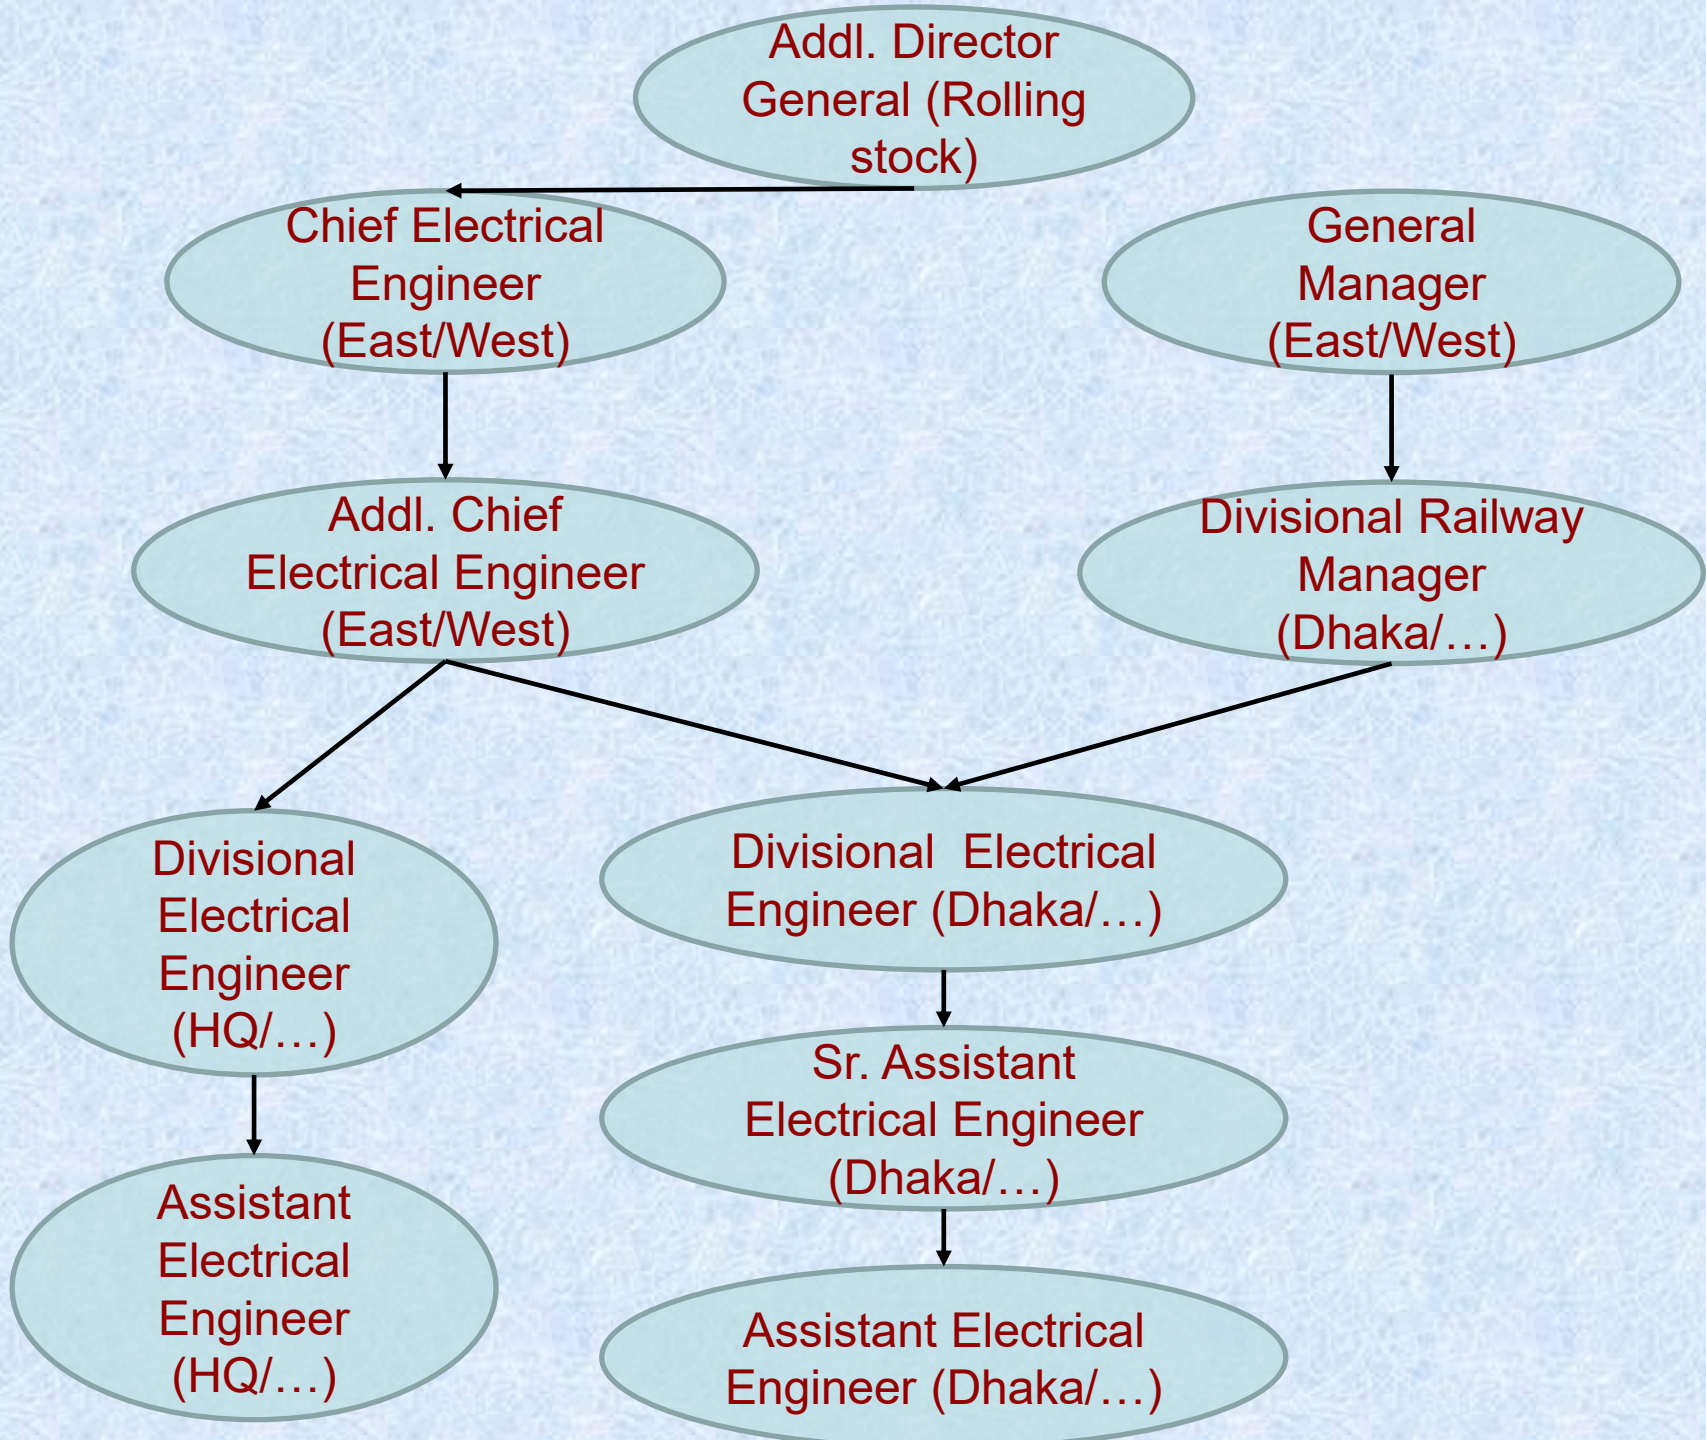 Addl. Director
General (Rolling
stock)
Chief Electrical
Engineer
(East/West)
General
Manager
(East/West)
Addl. Chief
Electrical Engineer
(East/West)
Divisional Railway
Manager
(Dhaka/…)
Divisional
Electrical
Engineer
(HQ/…)
Divisional  Electrical
Engineer (Dhaka/…)
Sr. Assistant
Electrical Engineer
(Dhaka/…)
Assistant
Electrical
Engineer
(HQ/…)
Assistant Electrical
Engineer (Dhaka/…)